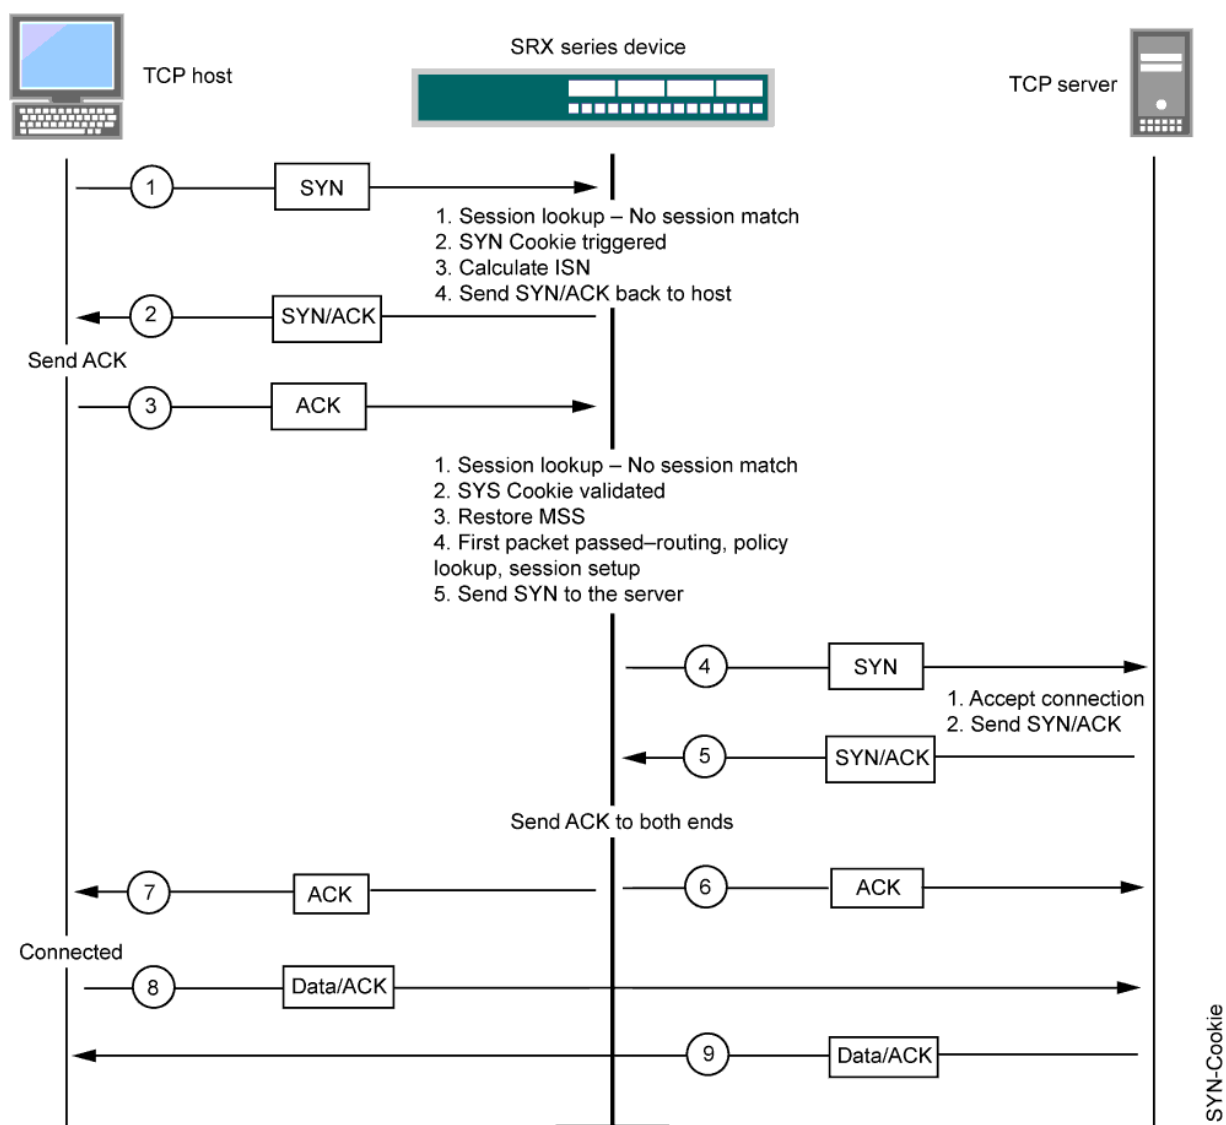 SRX series device
TCP host
TCP server
1
SYN
1. Session lookup – No session match
2. SYN Cookie triggered
3. Calculate ISN
4. Send SYN/ACK back to host
2
SYN/ACK
Send ACK
3
ACK
1. Session lookup – No session match
2. SYS Cookie validated
3. Restore MSS
4. First packet passed–routing, policy
lookup, session setup
5. Send SYN to the server
4
SYN
1. Accept connection
2. Send SYN/ACK
5
SYN/ACK
Send ACK to both ends
7
ACK
6
ACK
Connected
8
Data/ACK
9
Data/ACK
SYN-Cookie